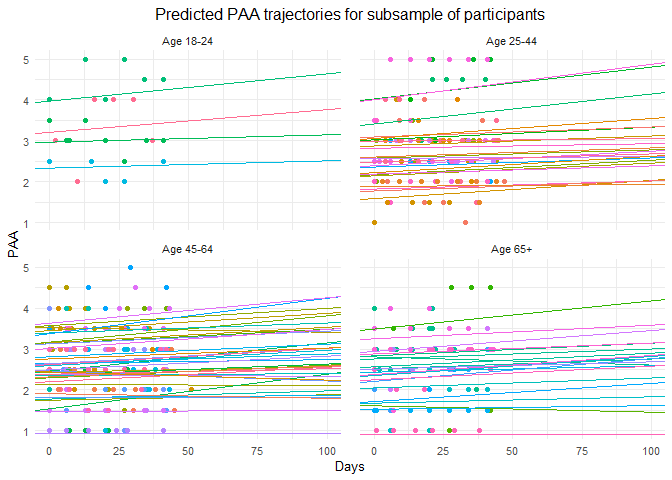 Predicted PAA trajectories for subsample of participants
Age 18-24
Age 25-44
5
4
3
2
1
Age 45-64
Age 65+
5
4
3
2
1
0
25
50
75
100
0
25
50
75
100
PAA
Days